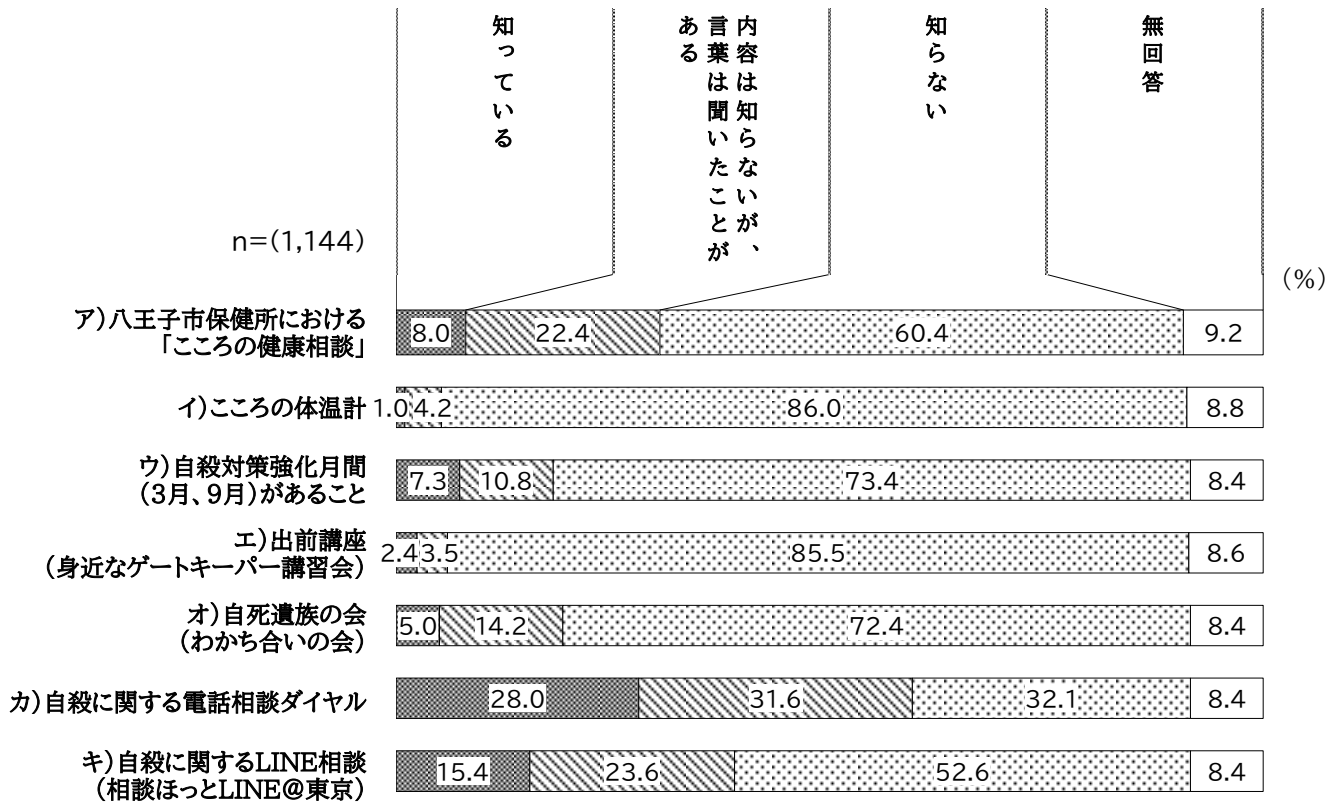 知っている
内容は知らないが、
言葉は聞いたことが
ある
知らない
無回答
n=(1,144)
(%)
ア)八王子市保健所における
「こころの健康相談」
8.0 22.4 60.4 9.2
イ)こころの体温計
1.0 4.2 86.0 8.8
ウ)自殺対策強化月間
(3月、9月)があること
7.3 10.8 73.4 8.4
エ)出前講座
(身近なゲートキーパー講習会)
2.4 3.5 85.5 8.6
オ)自死遺族の会
(わかち合いの会)
5.0 14.2 72.4 8.4
カ)自殺に関する電話相談ダイヤル
28.0 31.6 32.1 8.4
キ)自殺に関するLINE相談
(相談ほっとLINE@東京)
15.4 23.6 52.6 8.4